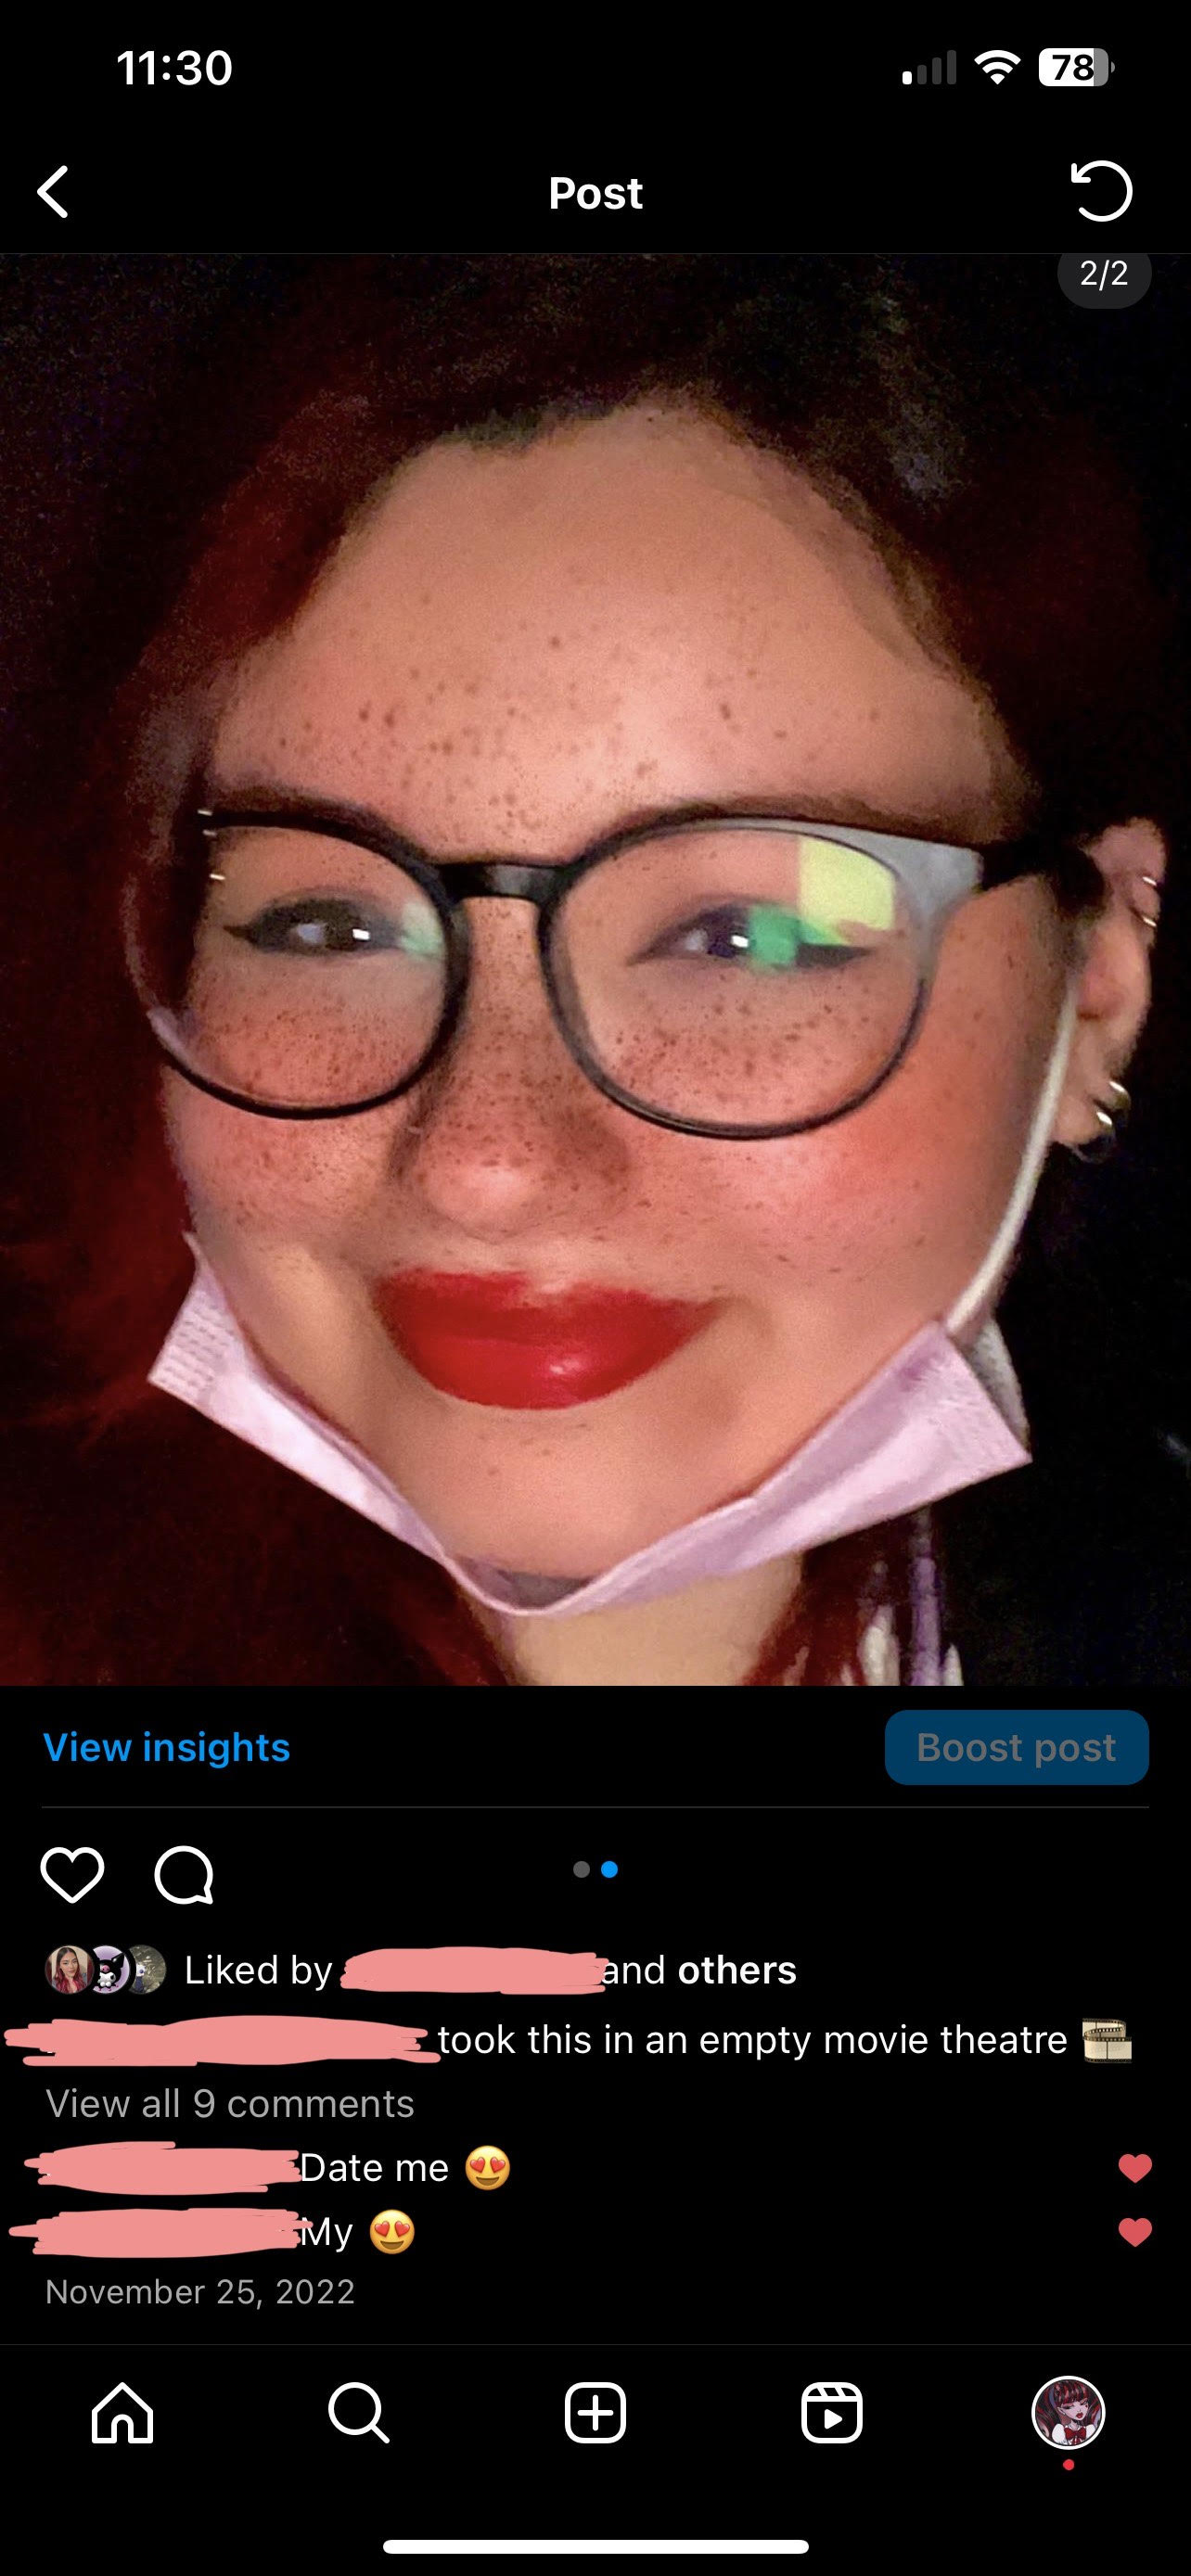 11:30
78
Post
2/2
View insights
Boost post
Liked by and others
took this in an empty movie theatre 🎞️
View all 9 comments
Date me 😍
My 😍
November 25, 2022